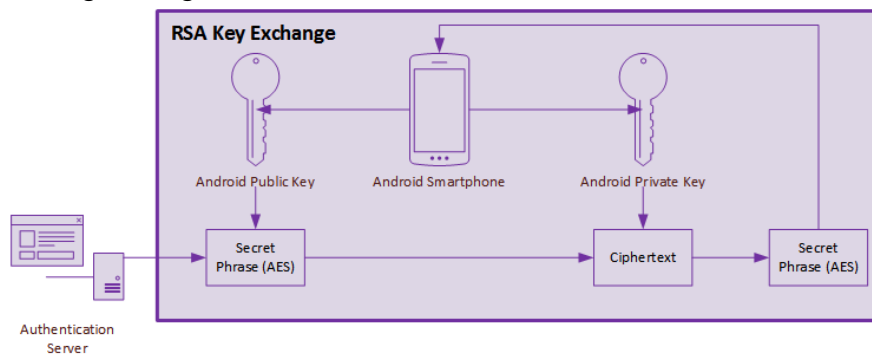 RSA Key Exchange
Android Public Key
Android Smartphone
Android Private Key
Secret
Phrase (AES)
Ciphertext
Secret
Phrase (AES)
Authentication
Server